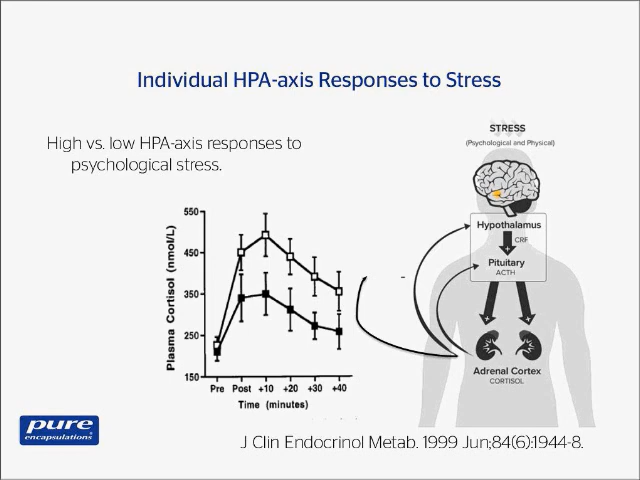 Individual HPA-axis Responses to Stress
High vs. low HPA-axis responses to
psychological stress.
STRESS
(Psychological and Physical)
Hypothalamus
CRF
Pituitary
ACTH
Adrenal Cortex
CORTISOL
Plasma Cortisol (nmol/L)
550
450
350
250
150
Pre Post +10 +20 +30 +40
Time (minutes)
pure
encapsulations®
J Clin Endocrinol Metab. 1999 Jun;84(6):1944-8.